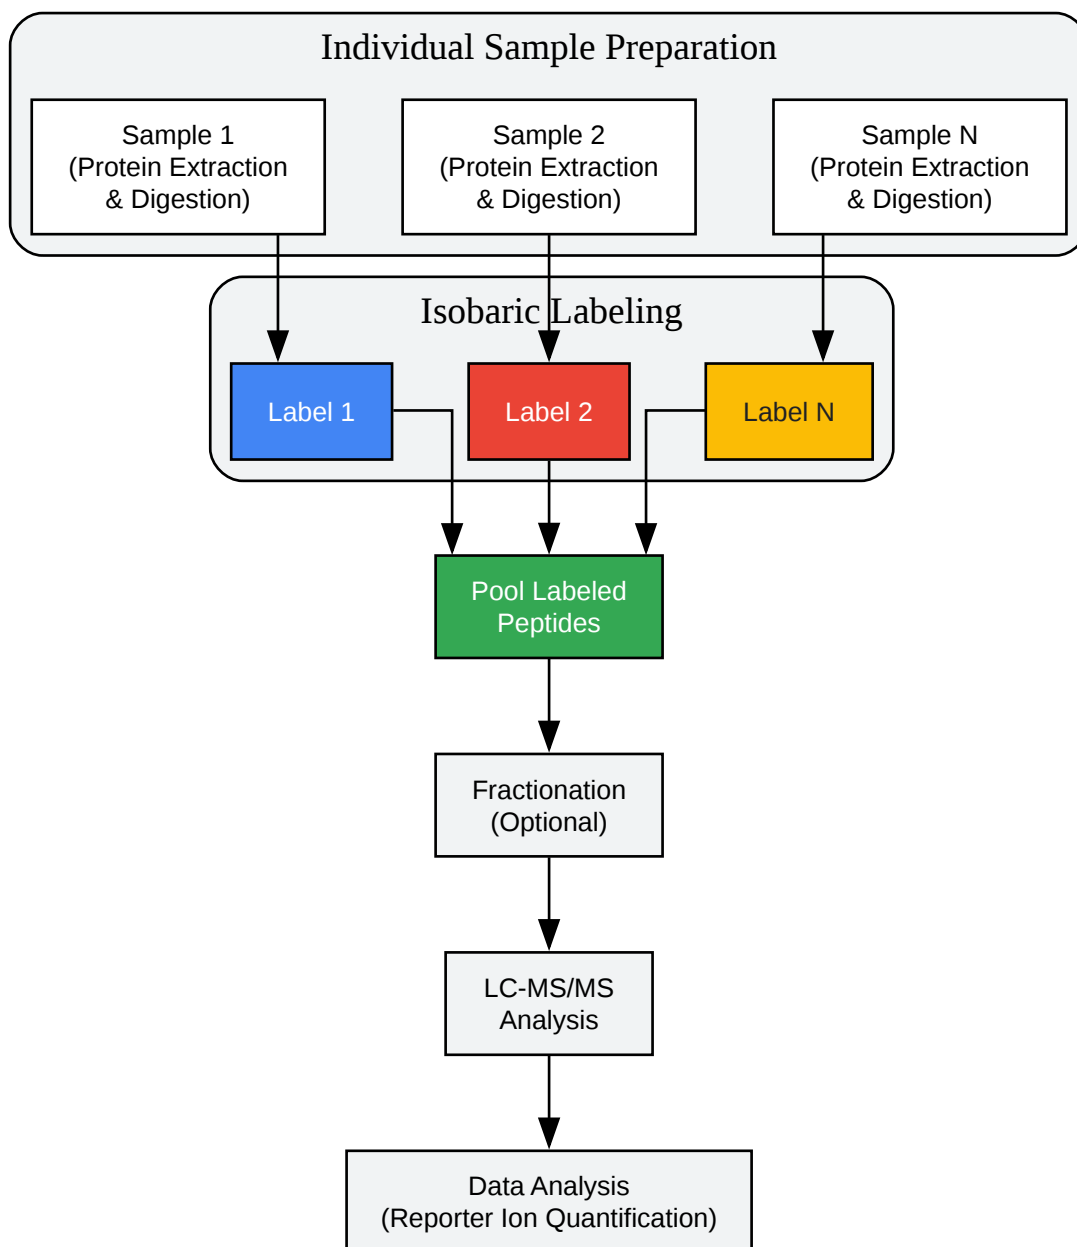 Individual Sample Preparation
Sample 1
(Protein Extraction
& Digestion)
Sample 2
(Protein Extraction
& Digestion)
Sample N
(Protein Extraction
& Digestion)
Isobaric Labeling
Label 1
Label 2
Label N
Pool Labeled
Peptides
Fractionation
(Optional)
LC-MS/MS
Analysis
Data Analysis
(Reporter Ion Quantification)